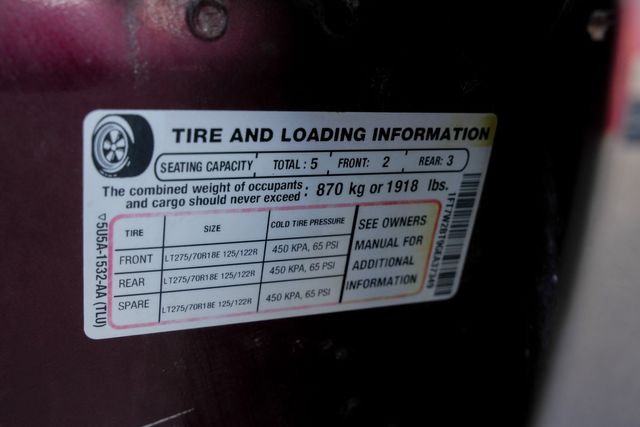 TIRE AND LOADING INFORMATION
SEATING CAPACITY TOTAL : 5 FRONT: 2 REAR: 3
The combined weight of occupants and cargo should never exceed : 870 kg or 1918 lbs.
TIRE SIZE COLD TIRE PRESSURE
FRONT LT275/70R18E 125/122R 450 KPA, 65 PSI
REAR LT275/70R18E 125/122R 450 KPA, 65 PSI
SPARE LT275/70R18E 125/122R 450 KPA, 65 PSI
SEE OWNERS
MANUAL FOR
ADDITIONAL
INFORMATION
5U5A-1532-AA (TLU)
1FT7W2BT9GEA37349